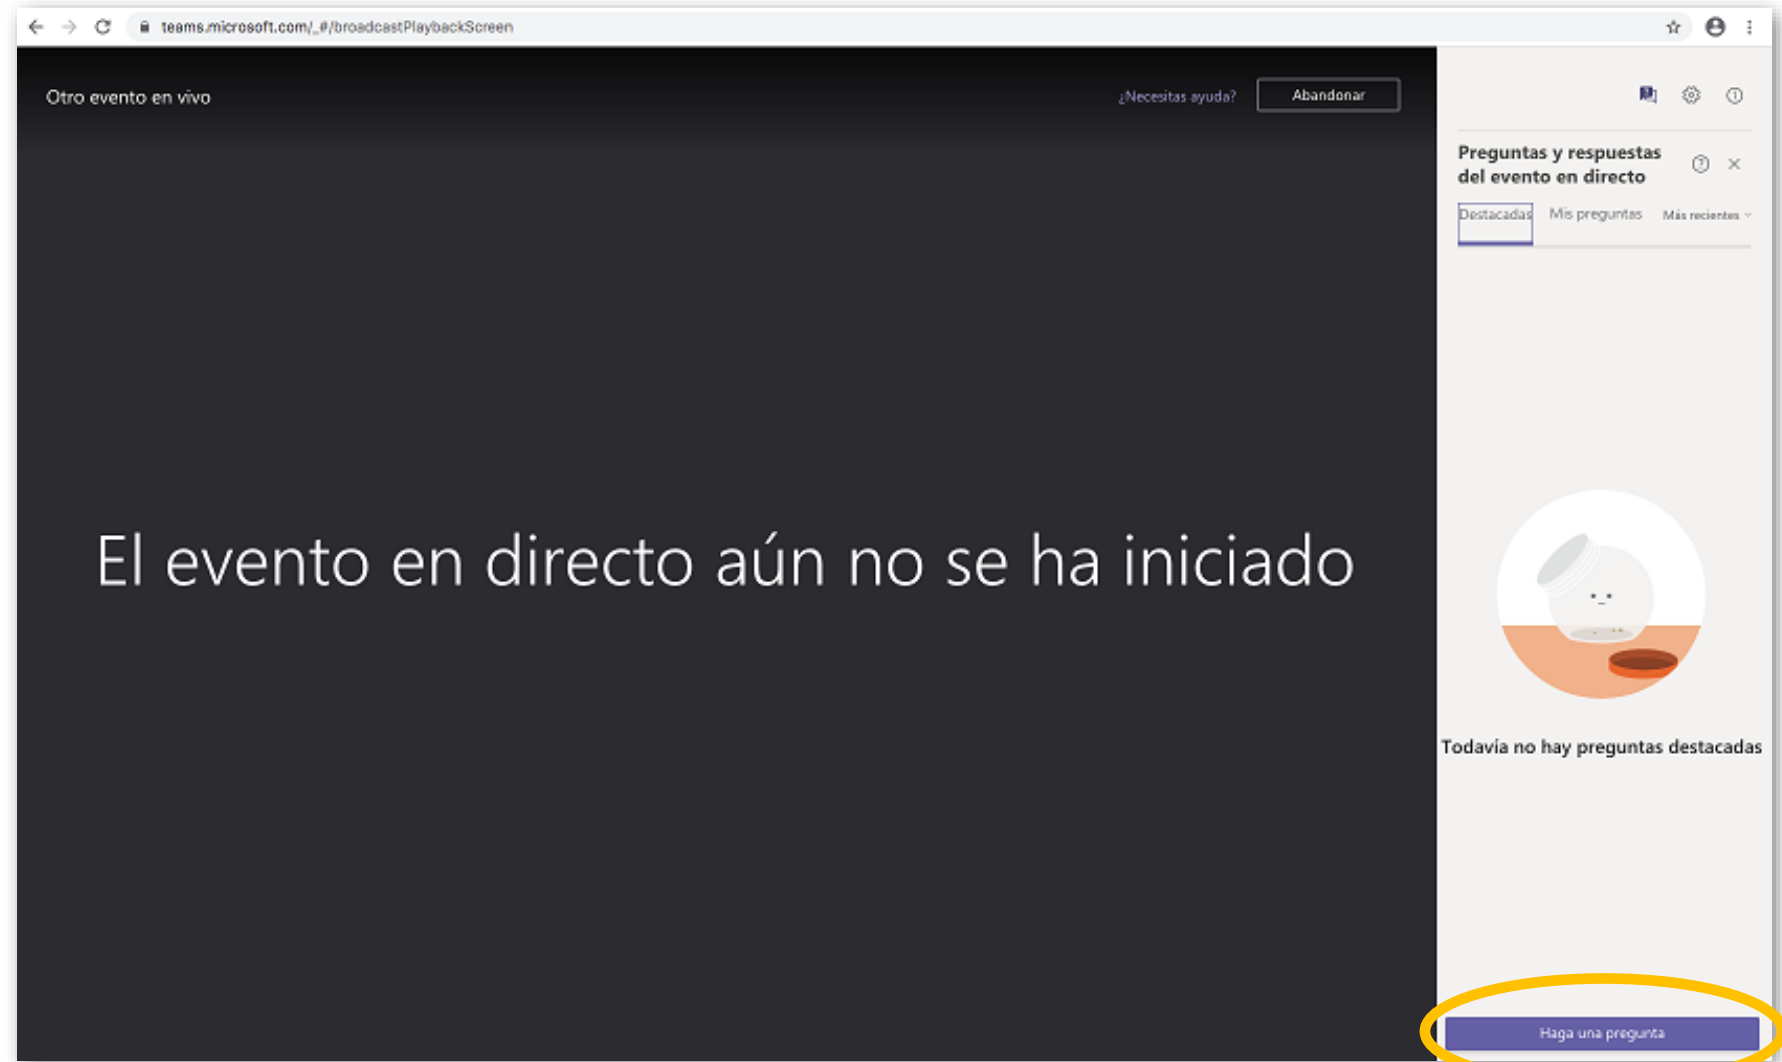 teams.microsoft.com/_#/broadcastPlaybackScreen
Otro evento en vivo
¿Necesitas ayuda?
Abandonar
Preguntas y respuestas
del evento en directo
Destacadas Mis preguntas Más recientes
El evento en directo aún no se ha iniciado
Todavía no hay preguntas destacadas
Haga una pregunta